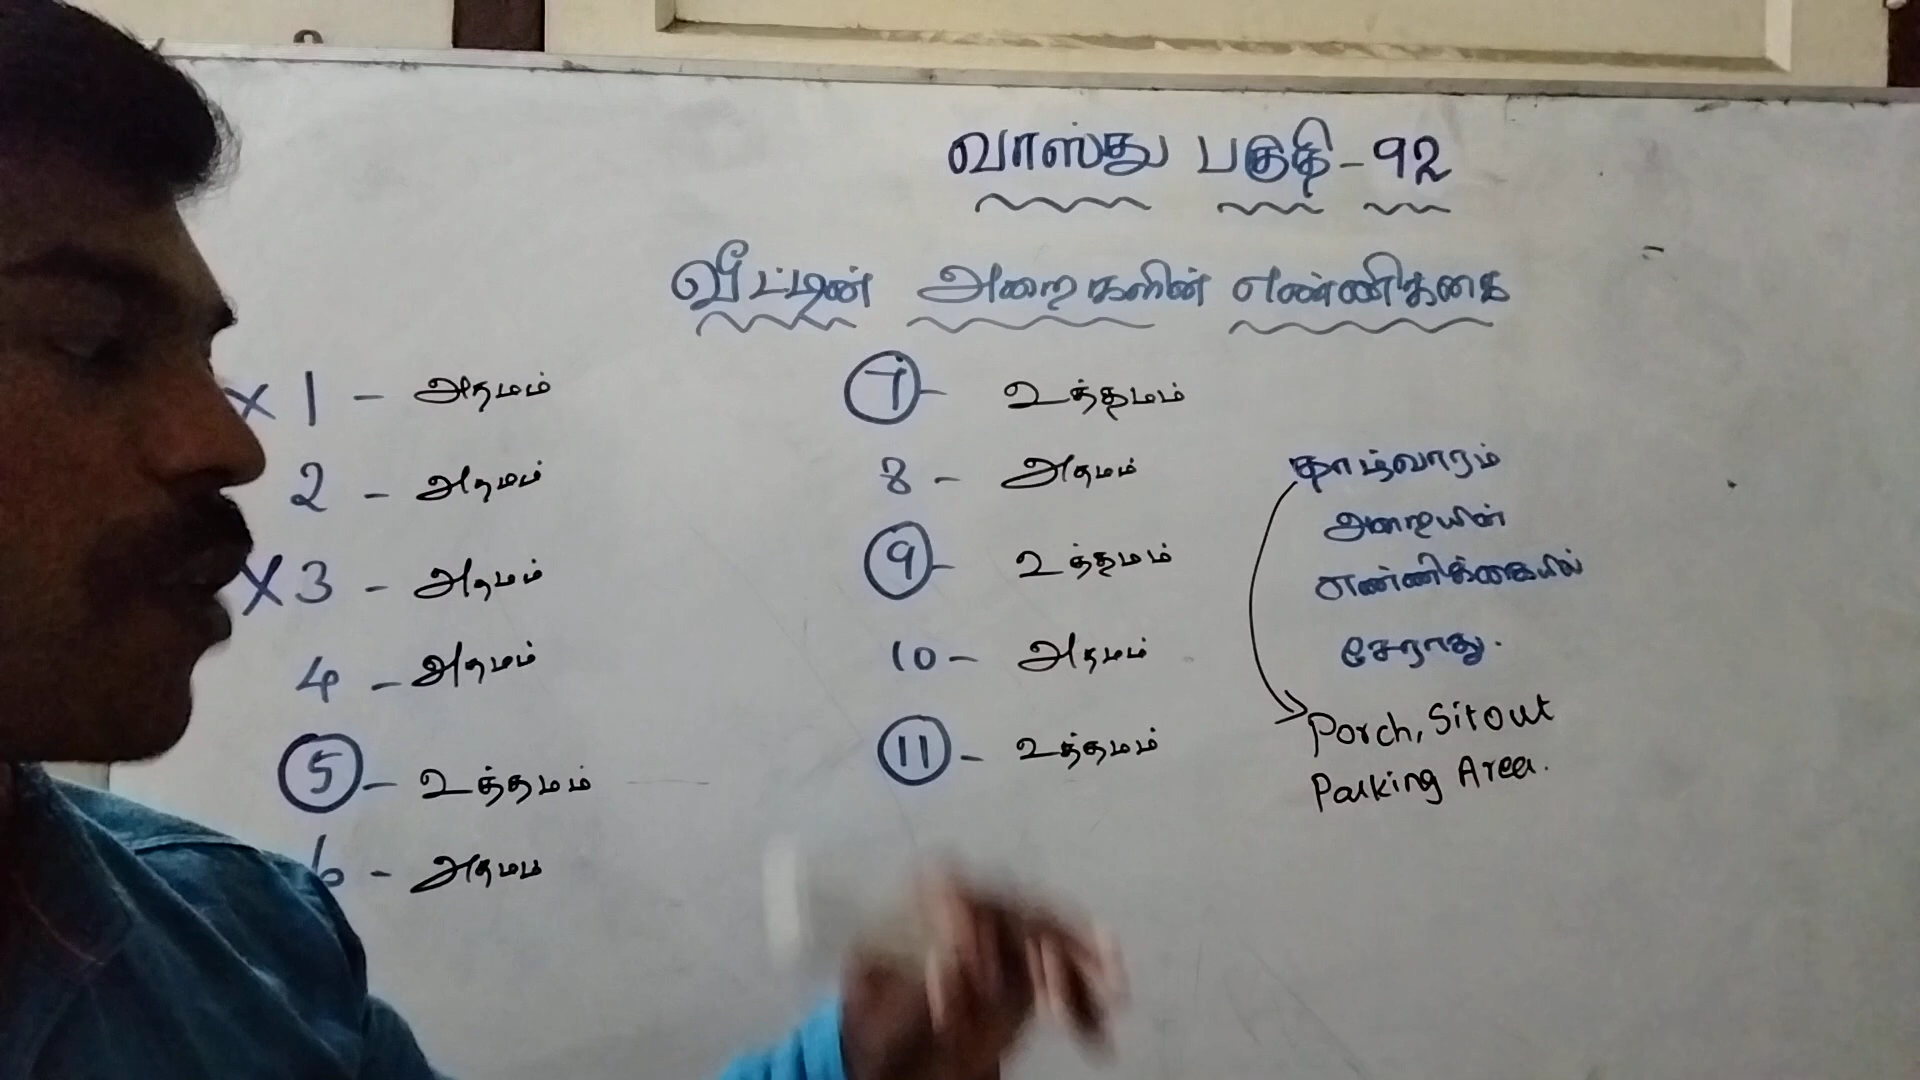 வாஸ்து பகுதி - 92
வீட்டின் அறைகளின் எண்ணிக்கை
X 1 - அதமம்
2 - அதமம்
X 3 - அதமம்
4 - அதமம்
5 - உத்தமம்
6 - அதமம்
7 - உத்தமம்
8 - அதமம்
9 - உத்தமம்
10 - அதமம்
11 - உத்தமம்
தாழ்வாரம்
அறையின்
எண்ணிக்கையில்
சேராது.
Porch, Sitout
Parking Area.